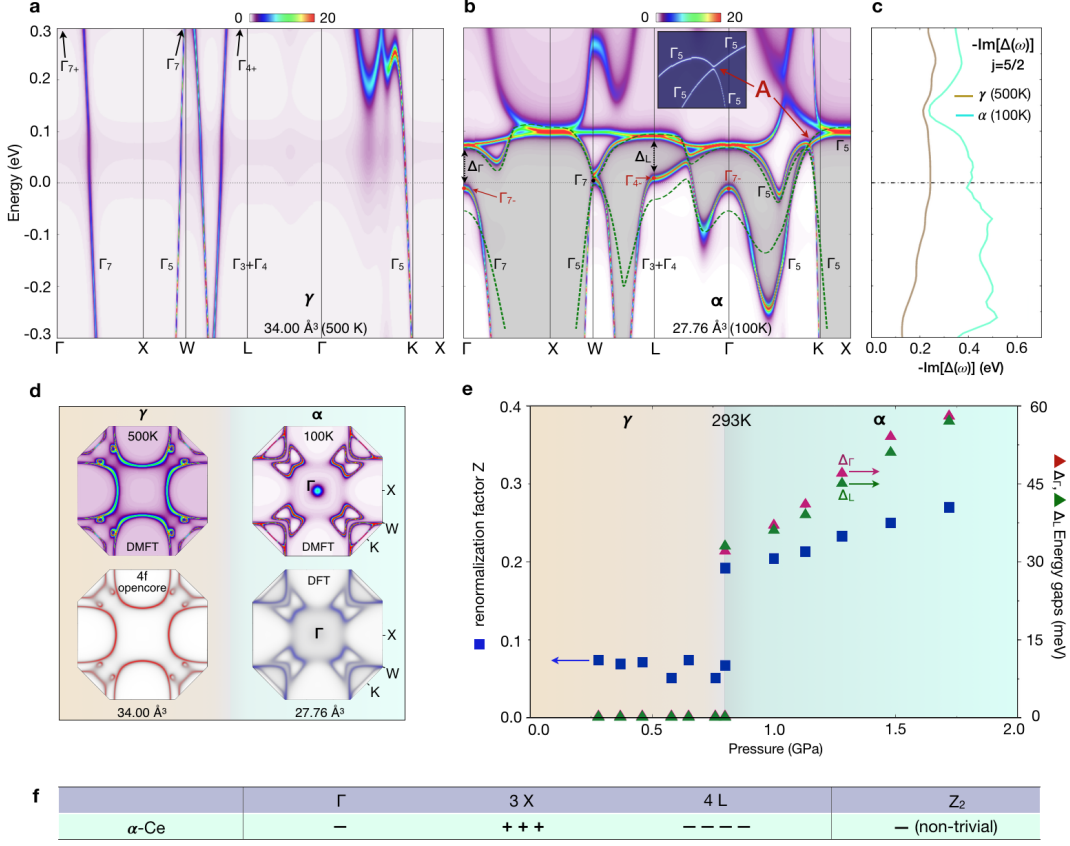 a
0 20
0.3
0.2
0.1
0.0
-0.1
-0.2
-0.3
Energy (eV)
Γ7+
Γ7
Γ4+
Γ7
Γ5
Γ3+Γ4
Γ5
γ
34.00 Å³ (500 K)
Γ X W L Γ K X
b
0 20
Γ5
Γ5
Γ5
A
ΔΓ
ΔL
Γ7-
Γ7
Γ4-
Γ7-
Γ5
Γ5
Γ7
Γ5
Γ3+Γ4
Γ5
Γ5
α
27.76 Å³ (100K)
Γ X W L Γ K X
c
-Im[Δ(ω)]
j=5/2
γ (500K)
α (100K)
0.0 0.2 0.4 0.6
-Im[Δ(ω)] (eV)
d
γ α
500K
DMFT
100K
Γ
DMFT
X
W
K
4f
opencore
DFT
Γ
X
W
K
34.00 Å³ 27.76 Å³
e
0.4
0.3
0.2
0.1
0.0
renormalization factor Z
γ 293K α
ΔΓ
ΔL
60
45
30
15
0
ΔΓ, ΔL Energy gaps (meV)
0.0 0.5 1.0 1.5 2.0
Pressure (GPa)
f
Γ 3 X 4 L Z2
α-Ce − + + + − − − − − (non-trivial)